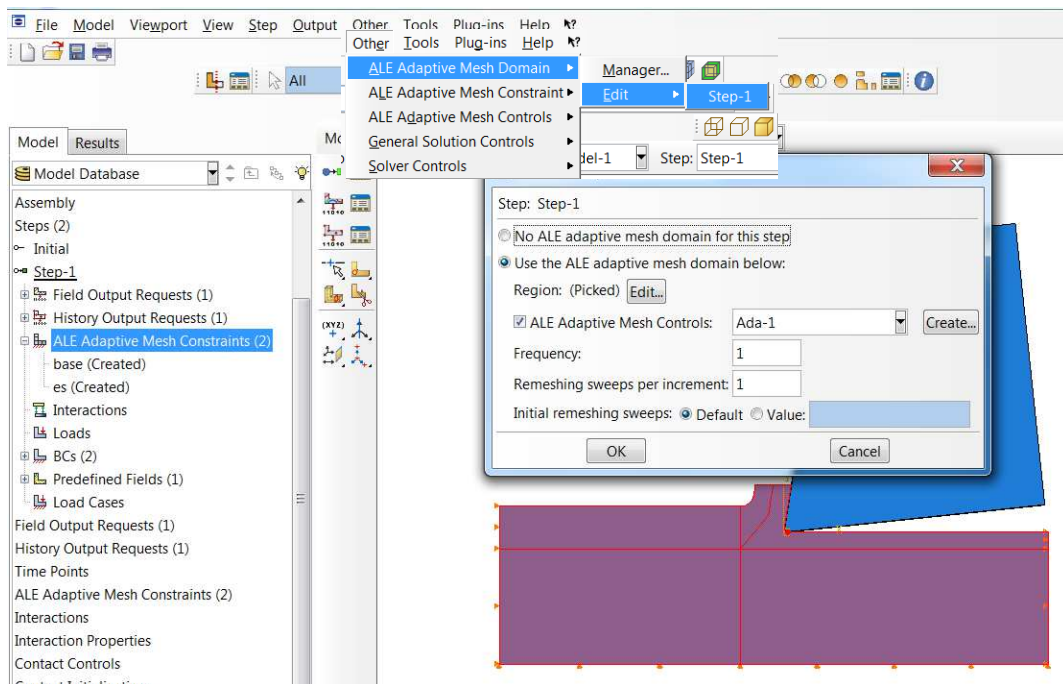 File Model Viewport View Step Output Other Tools Plug-ins Help
Other Tools Plug-ins Help
All
ALE Adaptive Mesh Domain
Manager...
ALE Adaptive Mesh Constraint
Edit
Step-1
ALE Adaptive Mesh Controls
General Solution Controls
Solver Controls
del-1 Step: Step-1
Model Results
Model Database
Assembly
Steps (2)
Initial
Step-1
Field Output Requests (1)
History Output Requests (1)
ALE Adaptive Mesh Constraints (2)
base (Created)
es (Created)
Interactions
Loads
BCs (2)
Predefined Fields (1)
Load Cases
Field Output Requests (1)
History Output Requests (1)
Time Points
ALE Adaptive Mesh Constraints (2)
Interactions
Interaction Properties
Contact Controls
Step: Step-1
No ALE adaptive mesh domain for this step
Use the ALE adaptive mesh domain below:
Region: (Picked) Edit...
ALE Adaptive Mesh Controls: Ada-1 Create...
Frequency: 1
Remeshing sweeps per increment: 1
Initial remeshing sweeps: Default Value:
OK Cancel